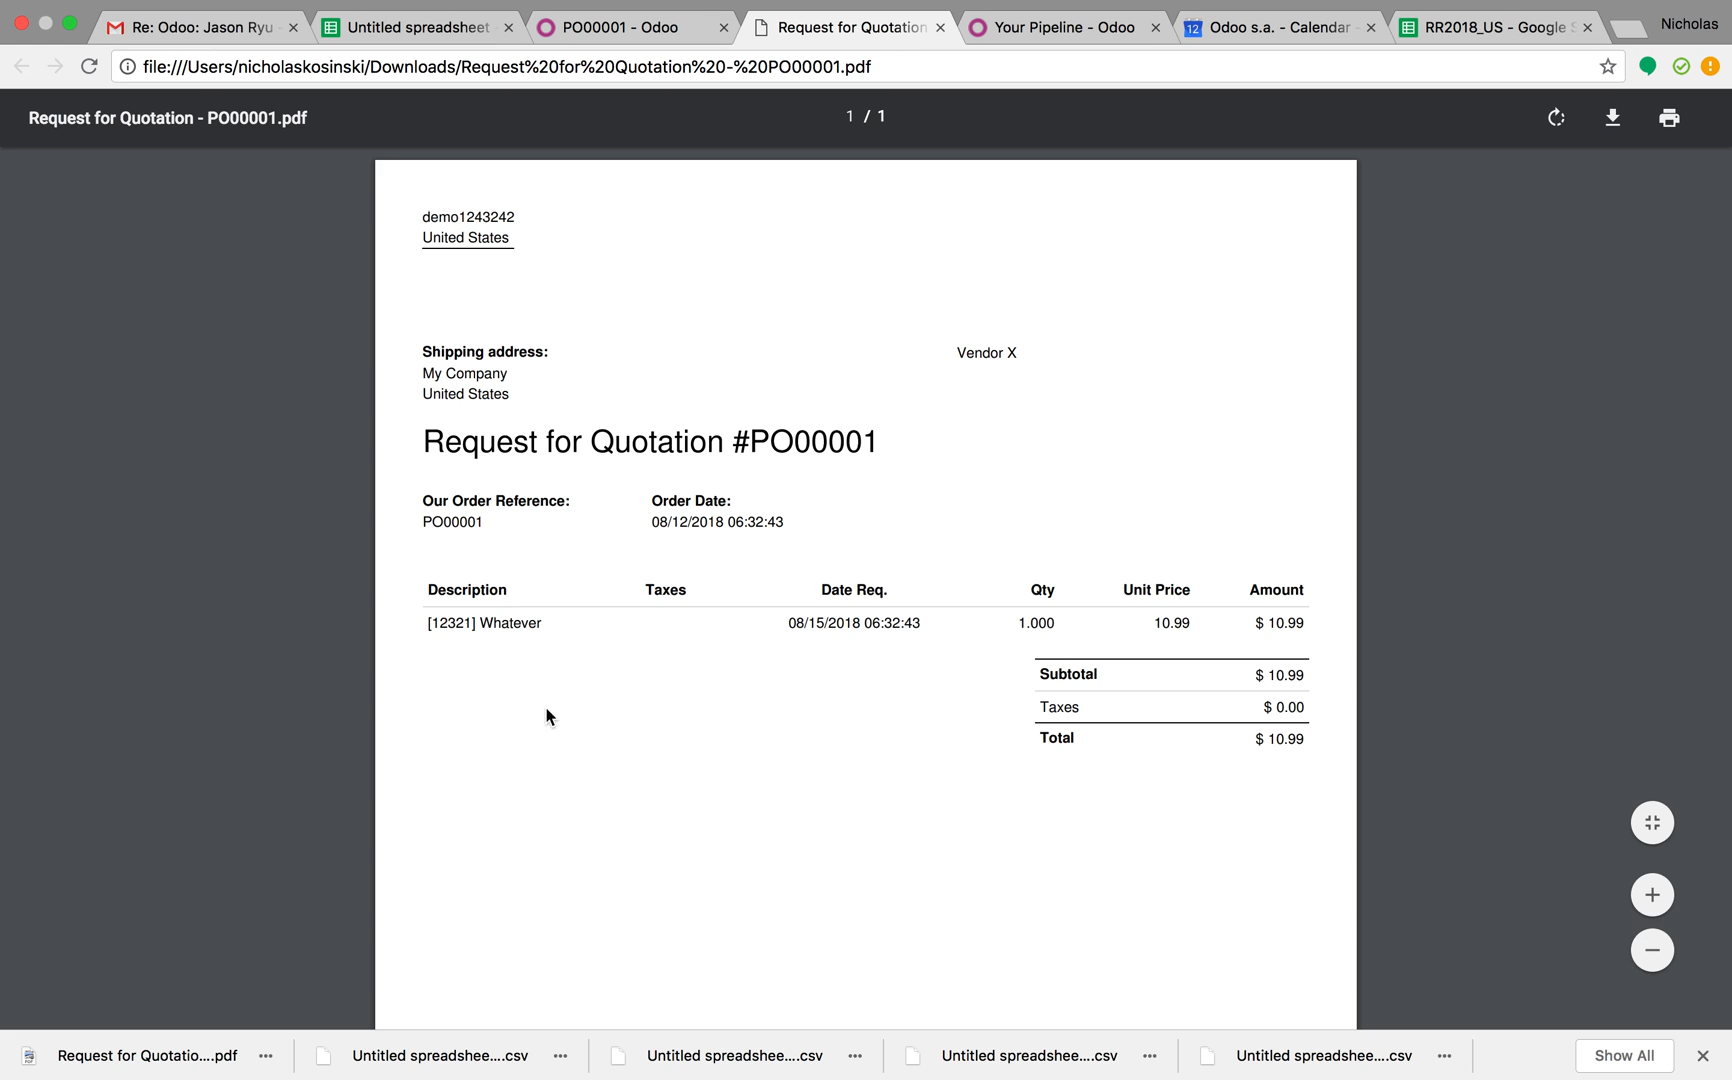 Re: Odoo: Jason Ryu
Untitled spreadsheet
PO00001 - Odoo
Request for Quotation
Your Pipeline - Odoo
12
Odoo s.a. - Calendar
RR2018_US - Google S
Nicholas
file:///Users/nicholaskosinski/Downloads/Request%20for%20Quotation%20-%20PO00001.pdf
Request for Quotation - PO00001.pdf
1 / 1
demo1243242
United States
Shipping address:
Vendor X
My Company
United States
Request for Quotation #PO00001
Our Order Reference: Order Date:
PO00001 08/12/2018 06:32:43
Description Taxes Date Req. Qty Unit Price Amount
[12321] Whatever 08/15/2018 06:32:43 1.000 10.99 $ 10.99
Subtotal $ 10.99
Taxes $ 0.00
Total $ 10.99
Request for Quotatio....pdf
Untitled spreadshee....csv
Untitled spreadshee....csv
Untitled spreadshee....csv
Untitled spreadshee....csv
Show All